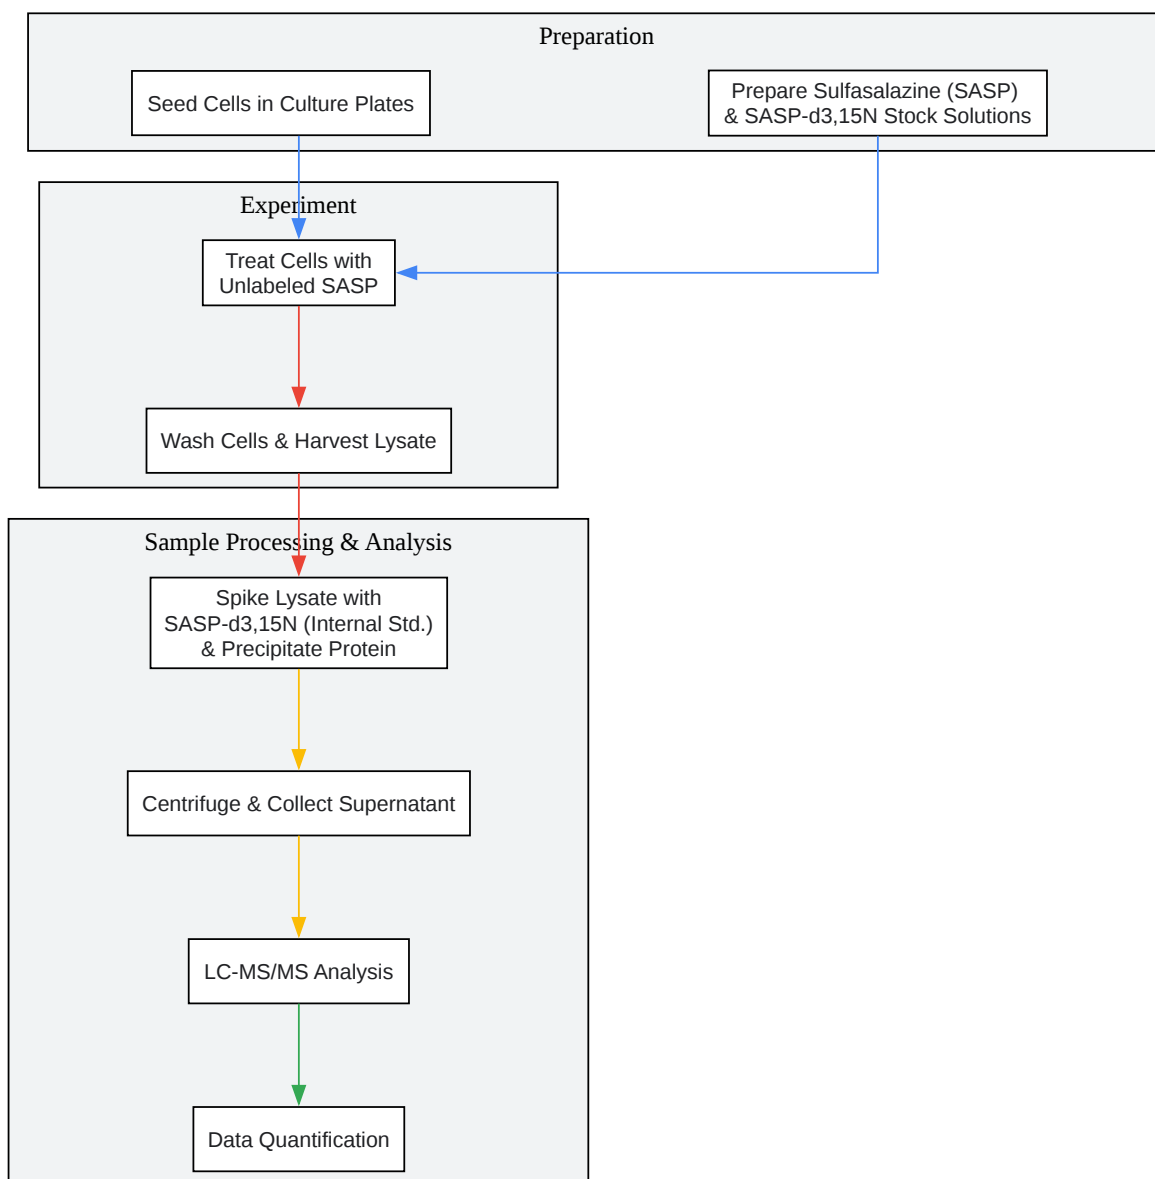 Preparation
Seed Cells in Culture Plates
Prepare Sulfasalazine (SASP)
& SASP-d3,15N Stock Solutions
Experiment
Treat Cells with
Unlabeled SASP
Wash Cells & Harvest Lysate
Sample Processing & Analysis
Spike Lysate with
SASP-d3,15N (Internal Std.)
& Precipitate Protein
Centrifuge & Collect Supernatant
LC-MS/MS Analysis
Data Quantification